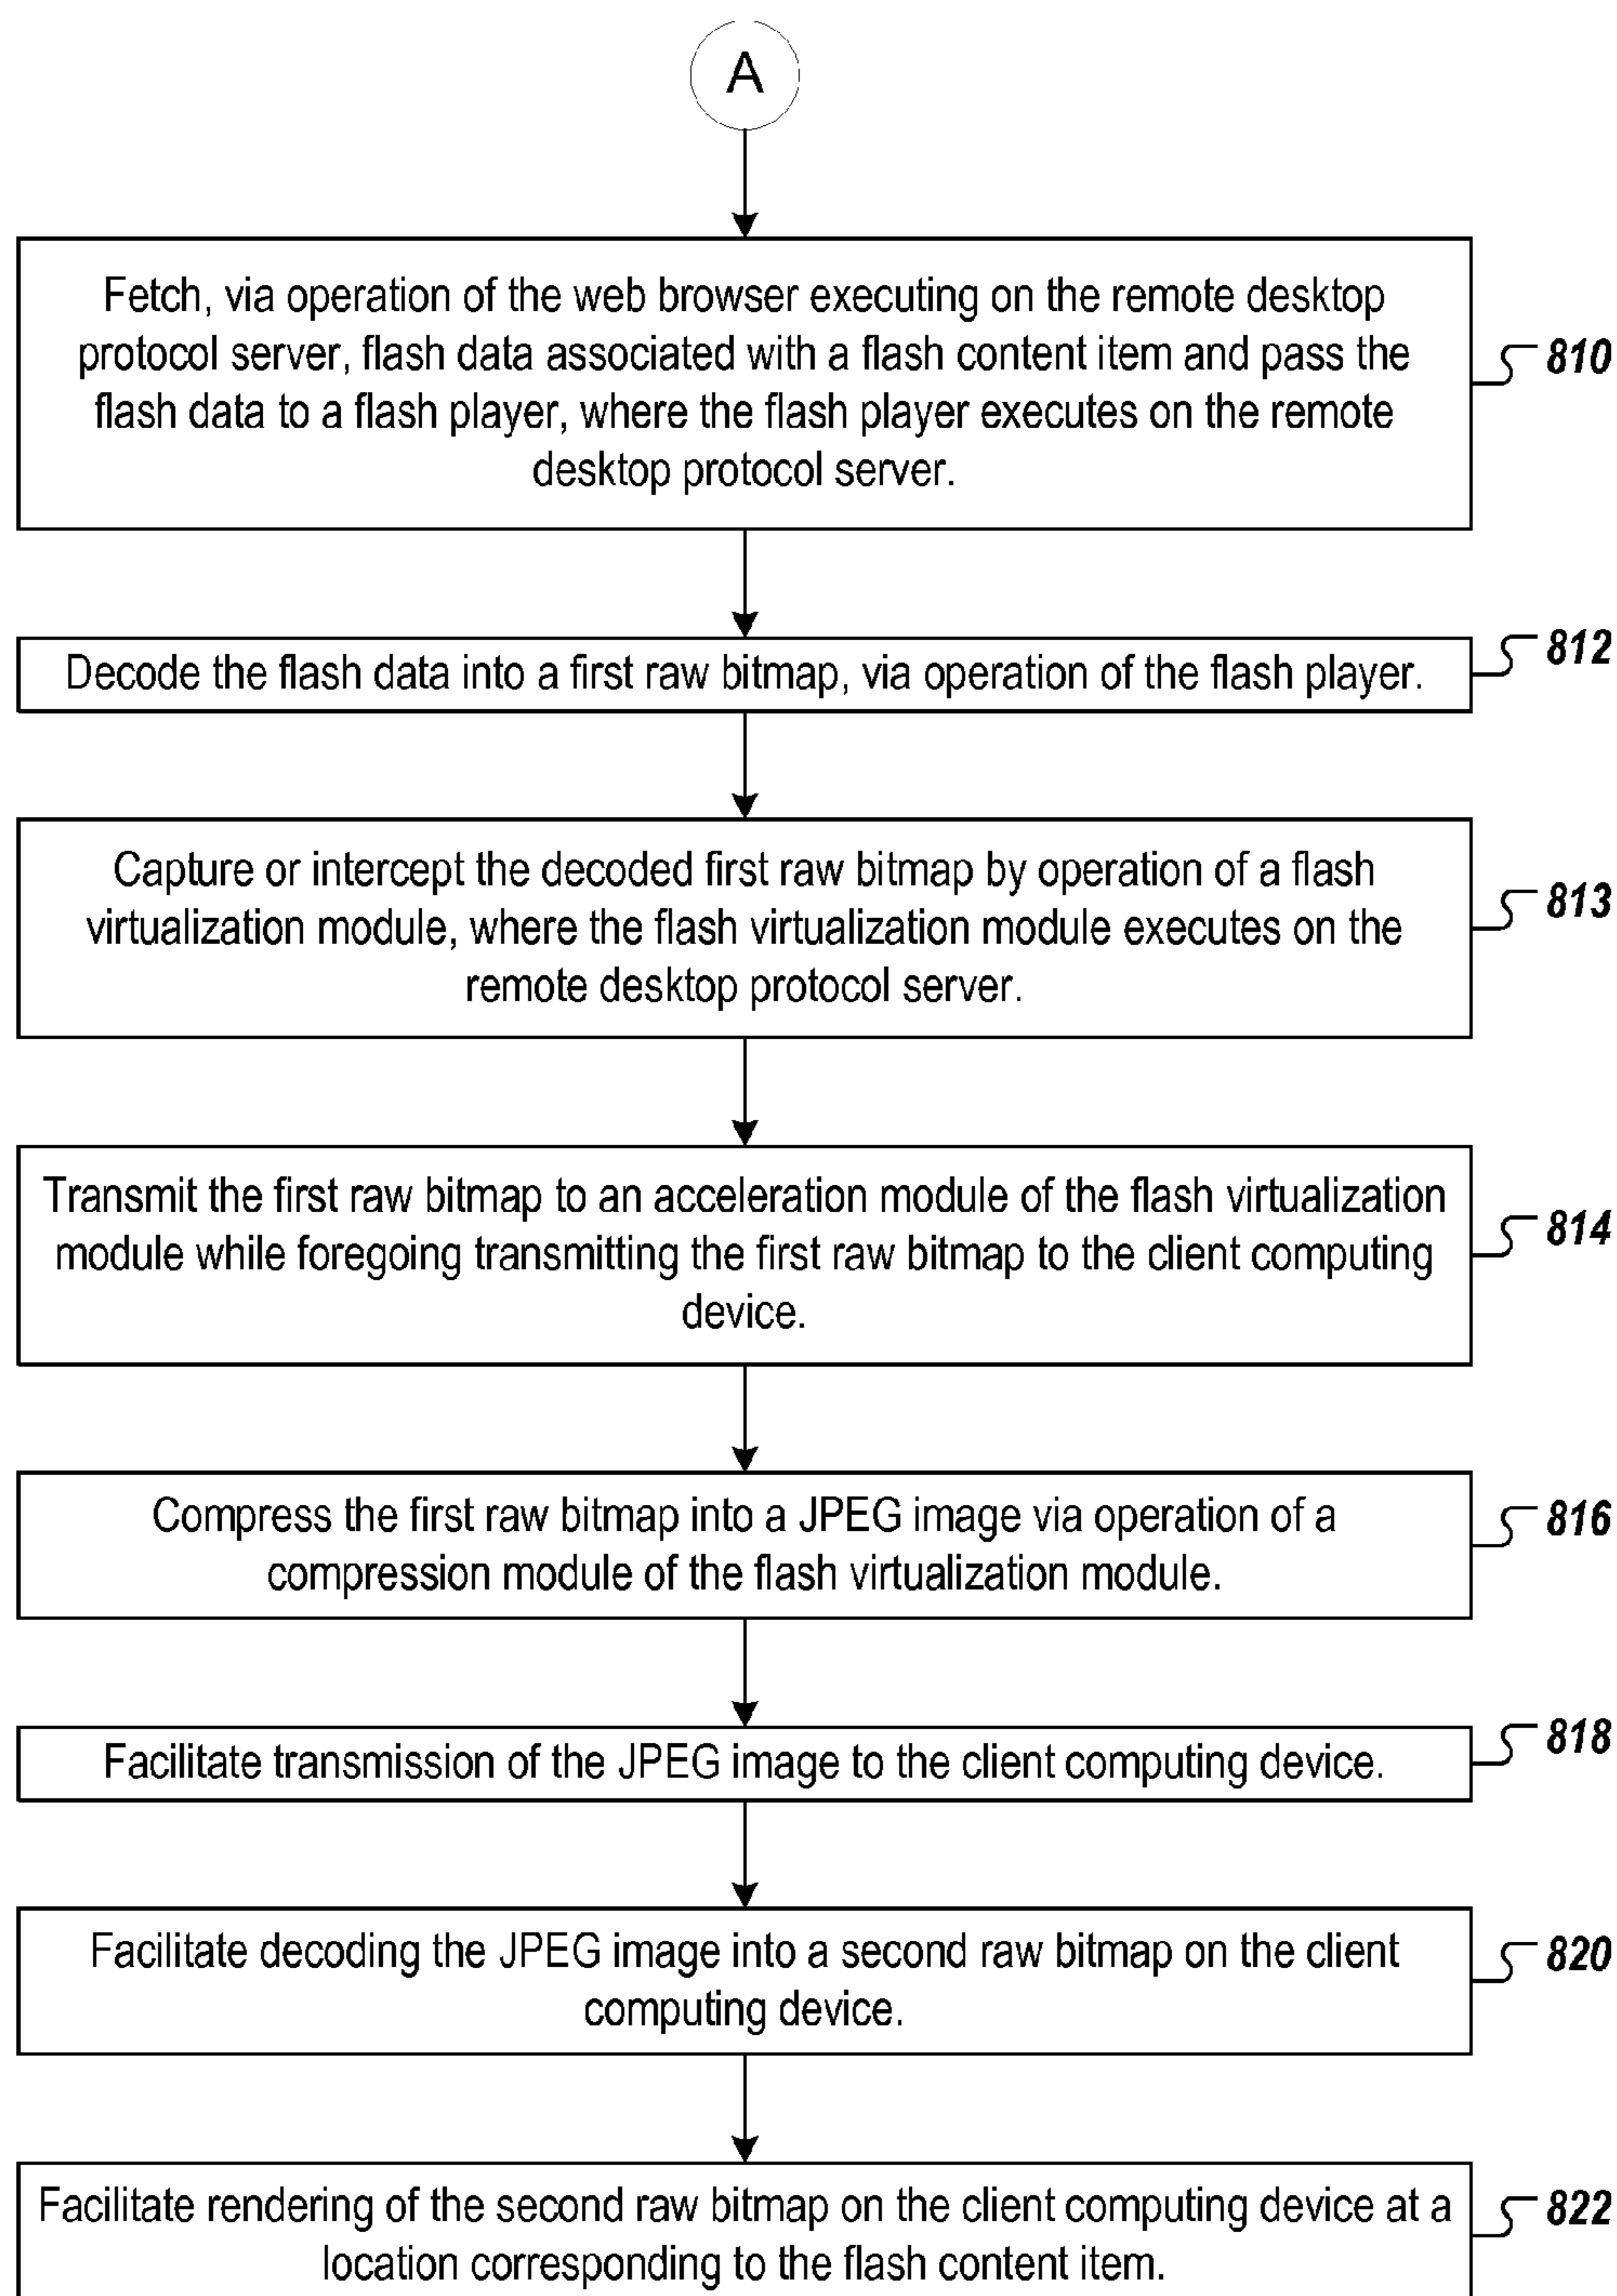 A
Fetch, via operation of the web browser executing on the remote desktop
protocol server, flash data associated with a flash content item and pass the
flash data to a flash player, where the flash player executes on the remote
desktop protocol server.
810
Decode the flash data into a first raw bitmap, via operation of the flash player.
812
Capture or intercept the decoded first raw bitmap by operation of a flash
virtualization module, where the flash virtualization module executes on the
remote desktop protocol server.
813
Transmit the first raw bitmap to an acceleration module of the flash virtualization
module while foregoing transmitting the first raw bitmap to the client computing
device.
814
Compress the first raw bitmap into a JPEG image via operation of a
compression module of the flash virtualization module.
816
Facilitate transmission of the JPEG image to the client computing device.
818
Facilitate decoding the JPEG image into a second raw bitmap on the client
computing device.
820
Facilitate rendering of the second raw bitmap on the client computing device at a
location corresponding to the flash content item.
822